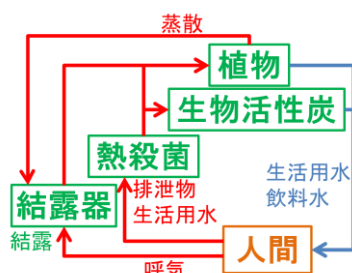 蒸散
植物
生物活性炭
熱殺菌
排泄物
生活用水
生活用水
飲料水
結露器
結露
人間
呼気